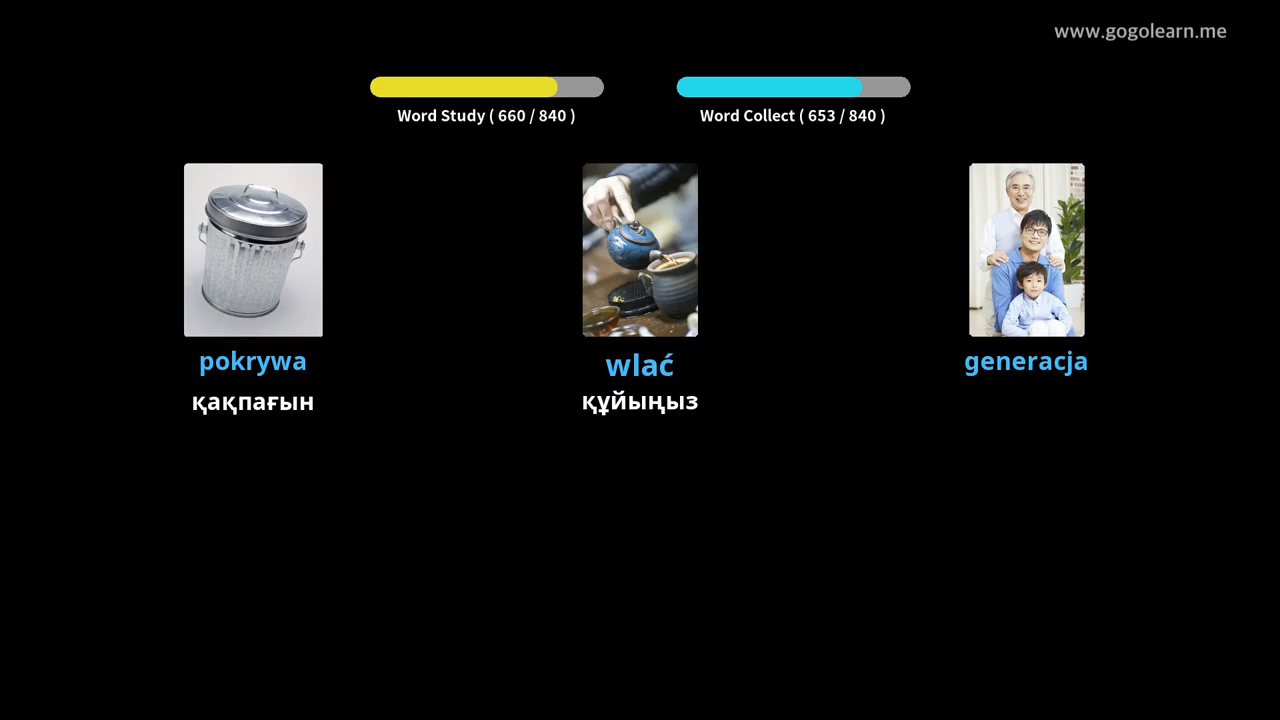 www.gogolearn.me
Word Study ( 660 / 840 )
Word Collect ( 653 / 840 )
pokrywa
wlać
generacja
қақпағын
құйыңыз